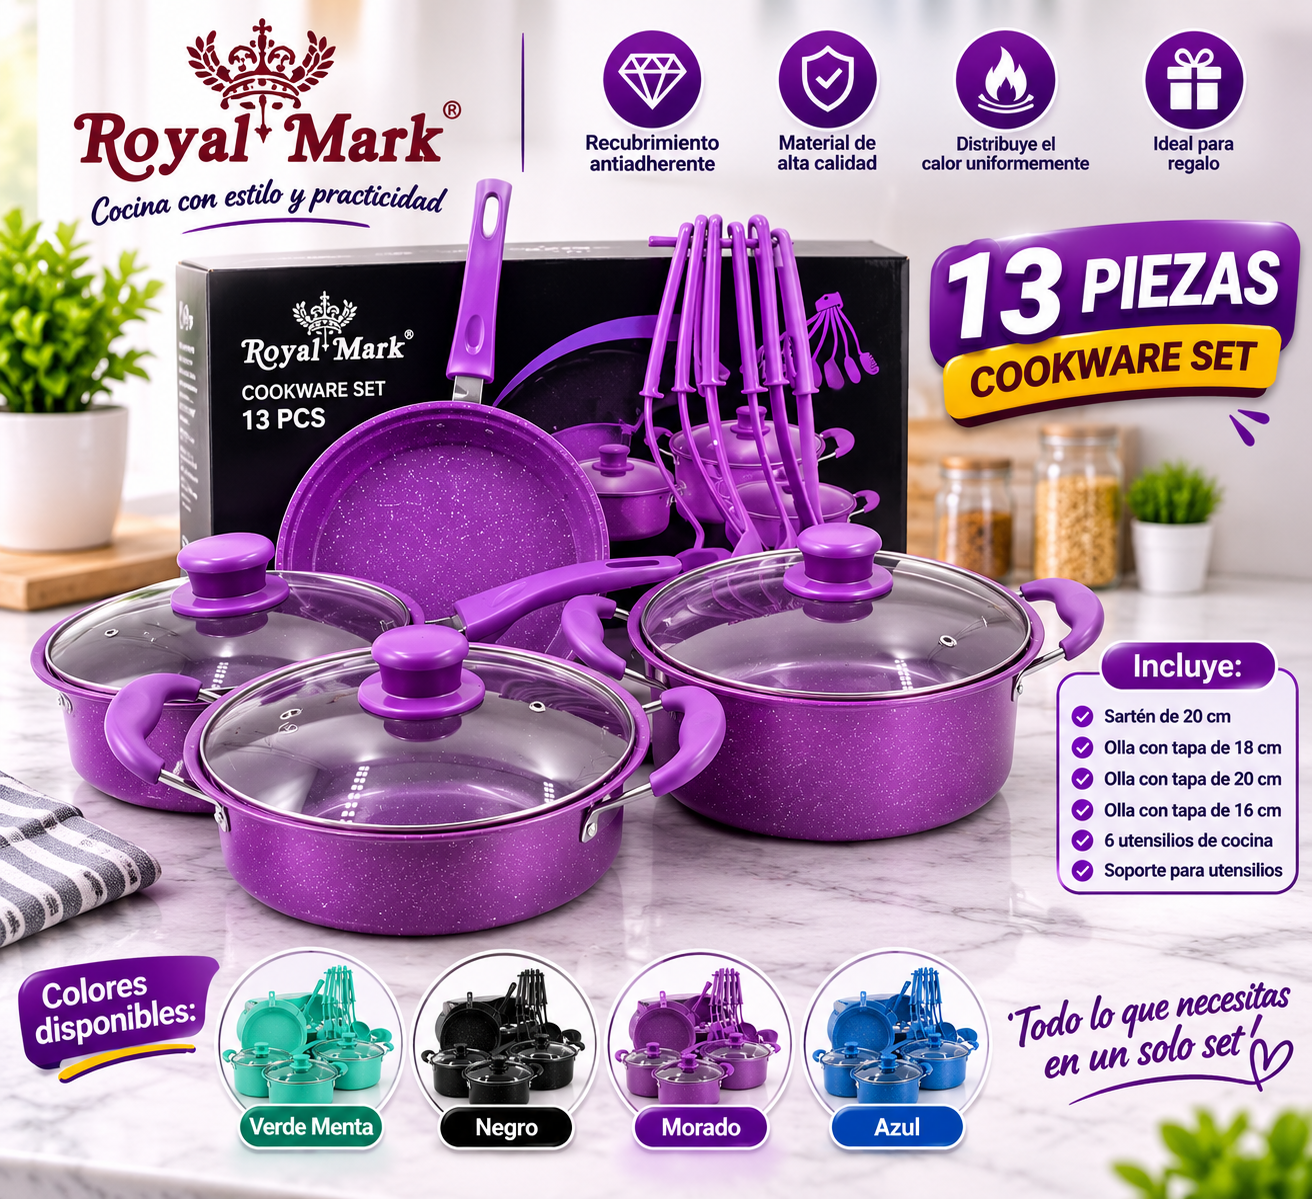 Royal Mark®
Cocina con estilo y practicidad
Recubrimiento
antiadherente
Material de
alta calidad
Distribuye el
calor uniformemente
Ideal para
regalo
13 PIEZAS
COOKWARE SET
Royal Mark®
COOKWARE SET
13 PCS
Incluye:
Sartén de 20 cm
Olla con tapa de 18 cm
Olla con tapa de 20 cm
Olla con tapa de 16 cm
6 utensilios de cocina
Soporte para utensilios
Colores
disponibles:
Verde Menta
Negro
Morado
Azul
Todo lo que necesitas
en un solo set!